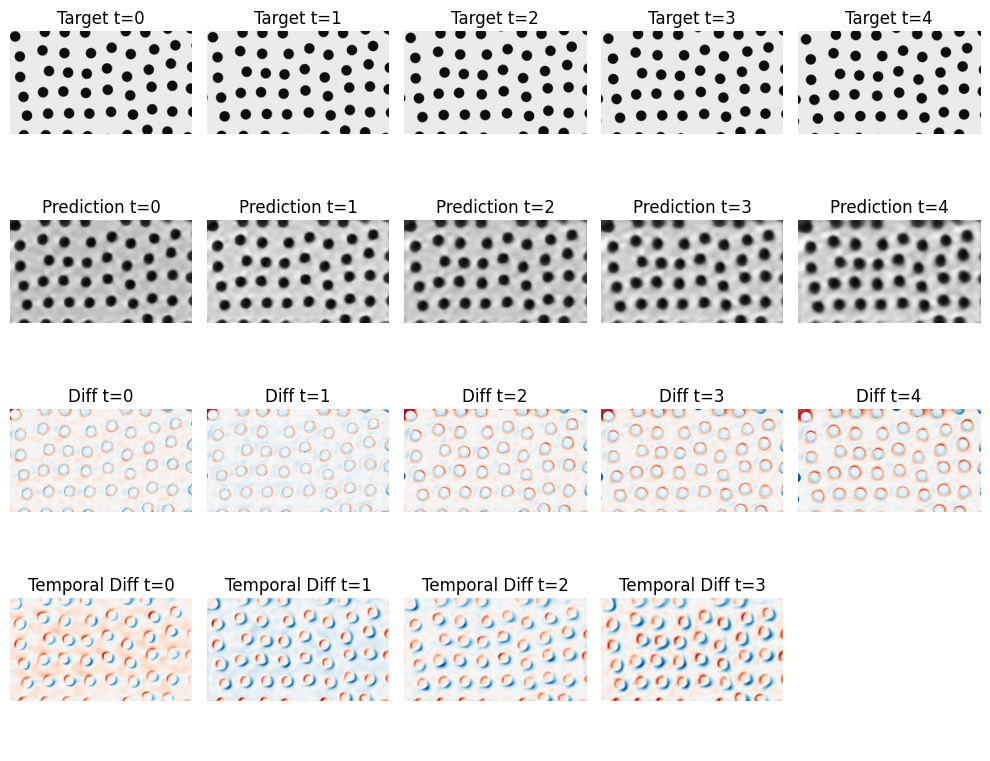 Target t=0 Target t=1 Target t=2 Target t=3 Target t=4
Prediction t=0 Prediction t=1 Prediction t=2 Prediction t=3 Prediction t=4
Diff t=0 Diff t=1 Diff t=2 Diff t=3 Diff t=4
Temporal Diff t=0 Temporal Diff t=1 Temporal Diff t=2 Temporal Diff t=3